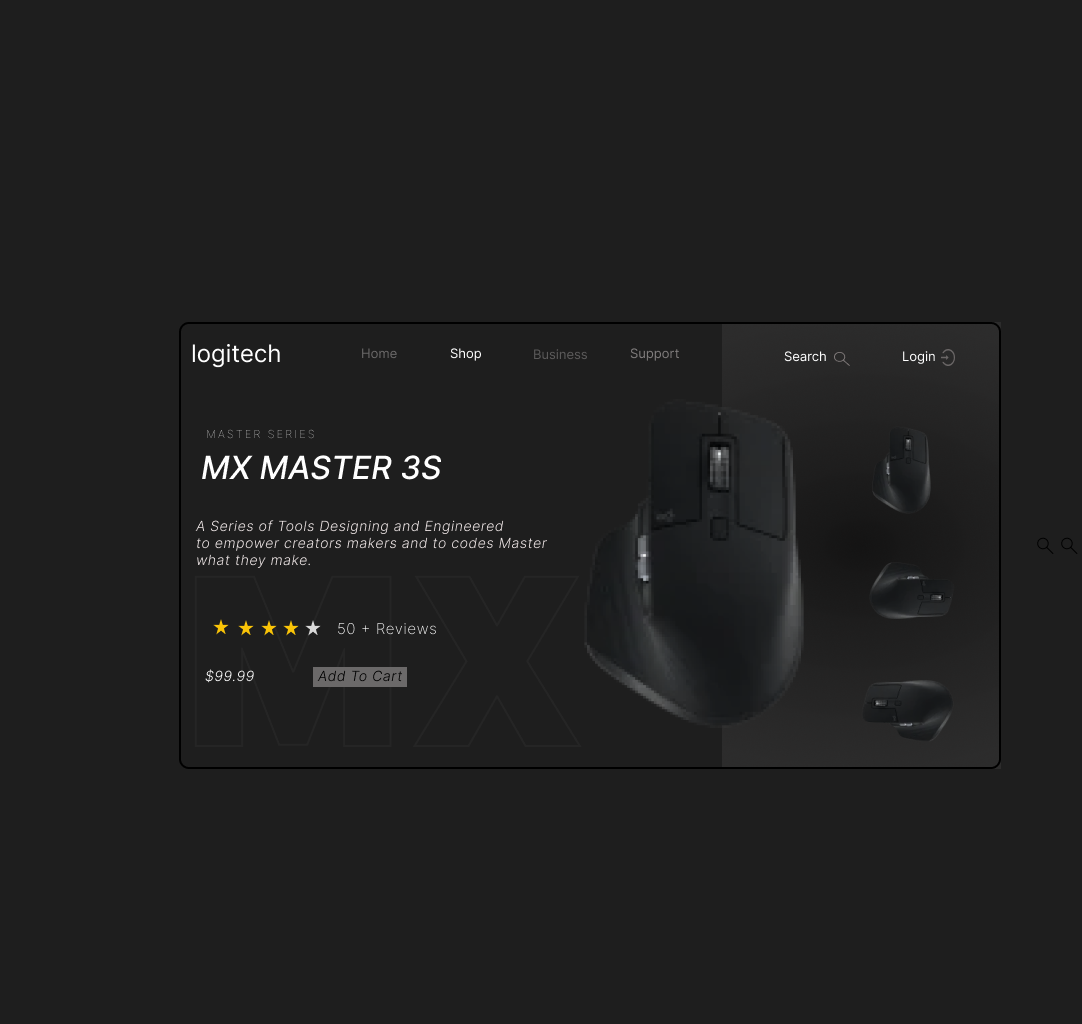 logitech
Home
Shop
Business
Support
Search
Login
MASTER SERIES
MX MASTER 3S
A Series of Tools Designing and Engineered
to empower creators makers and to codes Master
what they make.
MX
50 + Reviews
$99.99
Add To Cart